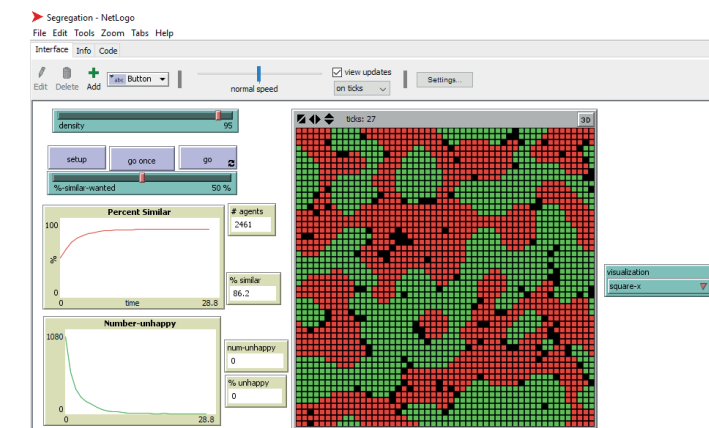 Segregation - NetLogo
File Edit Tools Zoom Tabs Help
Interface Info Code
Edit Delete Add
abc Button
normal speed
view updates
on ticks
Settings...
density 95
setup go once go
%-similar-wanted 50 %
Percent Similar
100
%
0
0 time 28.8
# agents
2461
% similar
86.2
Number-unhappy
1080
0
0 28.8
num-unhappy
0
% unhappy
0
ticks: 27
3D
visualization
square-x